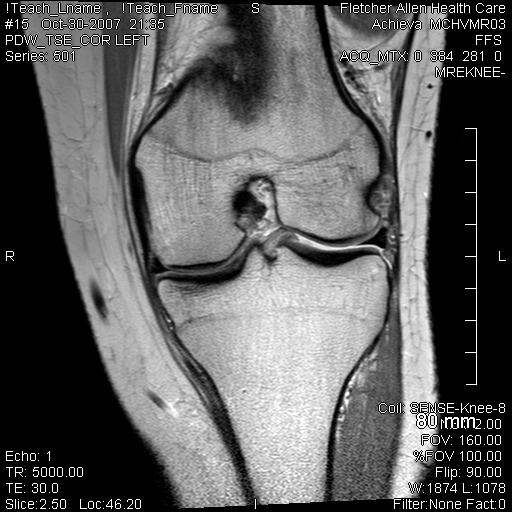 !Teach_Lname , !Teach_Fname
#15 Oct-30-2007 21:35
PDW_TSE_COR LEFT
Series: 501
S
Fletcher Allen Health Care
Achieva MCHVMR03
FFS
ACQ_MTX: 0 384 281 0
MREKNEE-
R
L
80 mm
Echo: 1
TR: 5000.00
TE: 30.0
Slice:2.50 Loc:46.20
I
Coil: SENSE-Knee-8
FOV: 160.00
%FOV 100.00
Flip: 90.00
W:1874 L:1078
Filter:None Fact:0